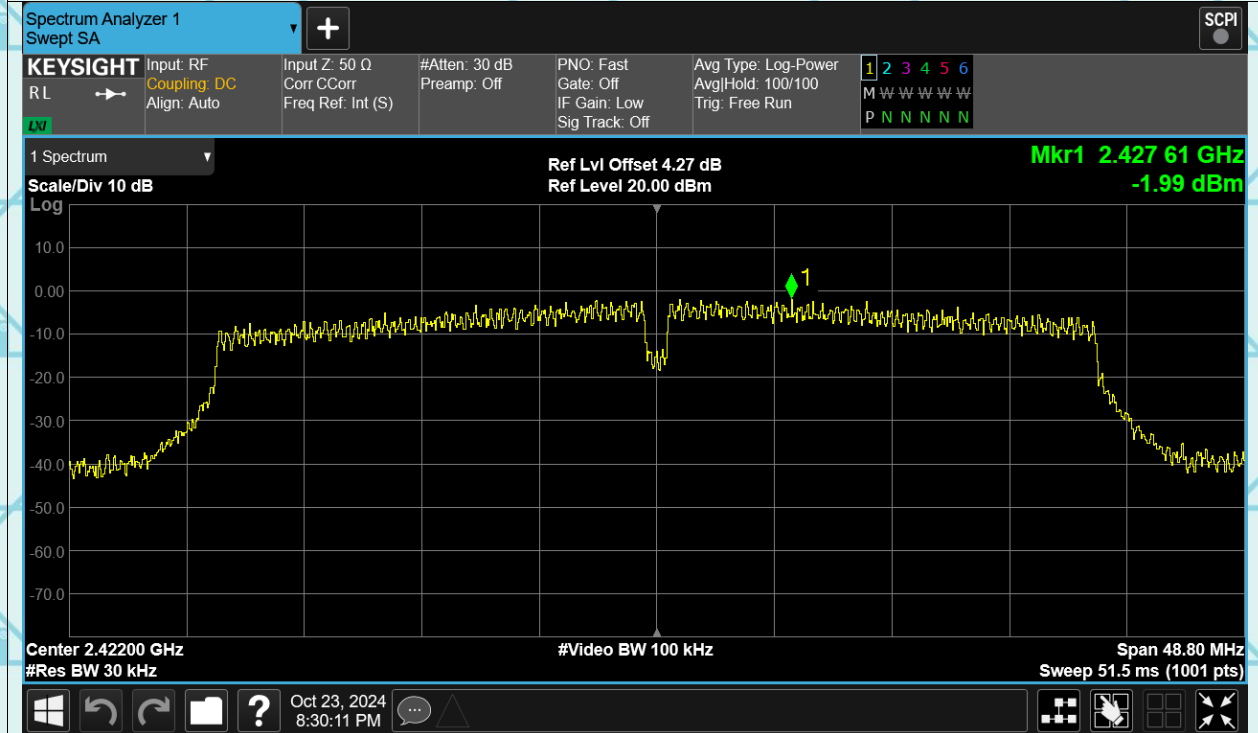 Spectrum Analyzer 1
Swept SA
SCPI
KEYSIGHT
R L
LXI
Input: RF
Coupling: DC
Align: Auto
Input Z: 50 Ω
Corr CCorr
Freq Ref: Int (S)
#Atten: 30 dB
Preamp: Off
PNO: Fast
Gate: Off
IF Gain: Low
Sig Track: Off
Avg Type: Log-Power
Avg|Hold: 100/100
Trig: Free Run
1 2 3 4 5 6
M W W W W W
P N N N N N
1 Spectrum
Scale/Div 10 dB
Log
Ref Lvl Offset 4.27 dB
Ref Level 20.00 dBm
Mkr1 2.427 61 GHz
-1.99 dBm
1
10.0
0.00
-10.0
-20.0
-30.0
-40.0
-50.0
-60.0
-70.0
Center 2.42200 GHz
#Res BW 30 kHz
#Video BW 100 kHz
Span 48.80 MHz
Sweep 51.5 ms (1001 pts)
?
Oct 23, 2024
8:30:11 PM